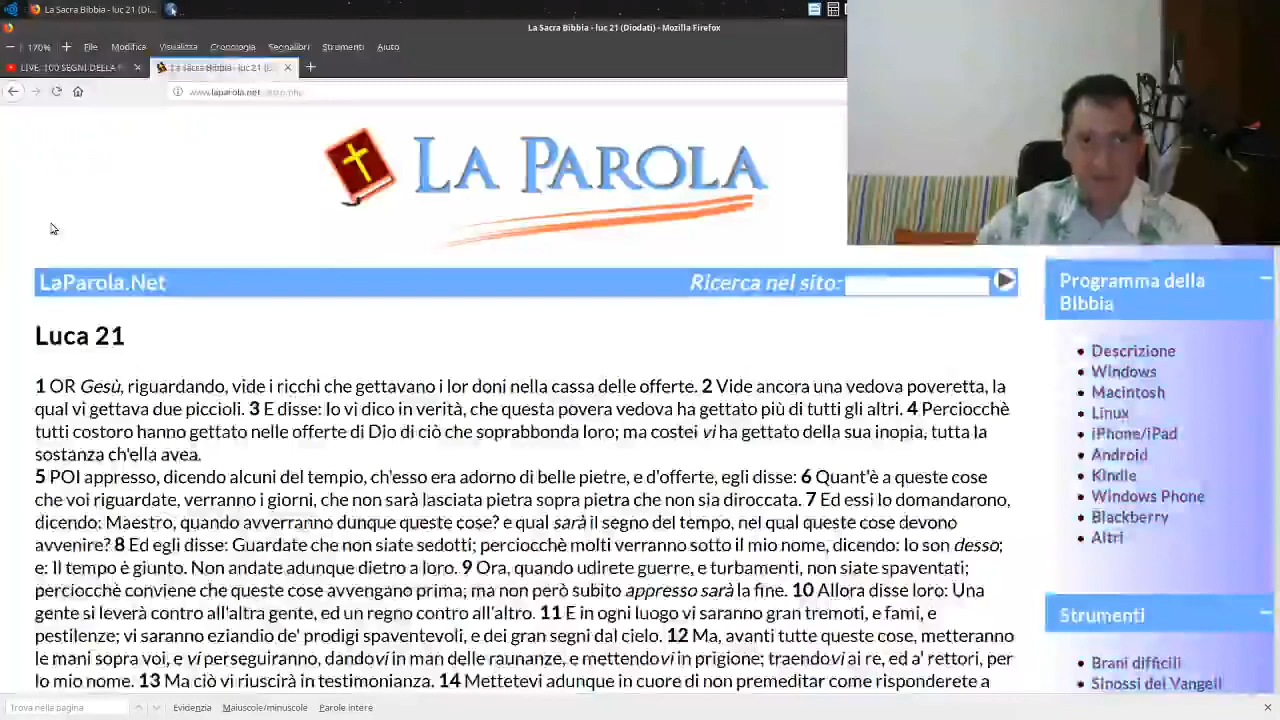 La Sacra Bibbia - luc 21 (Di...
La Sacra Bibbia - luc 21 (Diodati) - Mozilla Firefox
170% File Modifica Visualizza Cronologia Segnalibri Strumenti Aiuto
LIVE: 100 SEGNI DELLA La Sacra Bibbia - luc 21 (D
www.laparola.net
LA PAROLA
LaParola.Net
Ricerca nel sito:
Luca 21
1 OR Gesù, riguardando, vide i ricchi che gettavano i lor doni nella cassa delle offerte. 2 Vide ancora una vedova poveretta, la
qual vi gettava due piccioli. 3 E disse: Io vi dico in verità, che questa povera vedova ha gettato più di tutti gli altri. 4 Perciocchè
tutti costoro hanno gettato nelle offerte di Dio di ciò che soprabbonda loro; ma costei vi ha gettato della sua inopia, tutta la
sostanza ch'ella avea.
5 POI appresso, dicendo alcuni del tempio, ch'esso era adorno di belle pietre, e d'offerte, egli disse: 6 Quant'è a queste cose
che voi riguardate, verranno i giorni, che non sarà lasciata pietra sopra pietra che non sia diroccata. 7 Ed essi lo domandarono,
dicendo: Maestro, quando avverranno dunque queste cose? e qual sarà il segno del tempo, nel qual queste cose devono
avvenire? 8 Ed egli disse: Guardate che non siate sedotti; perciocchè molti verranno sotto il mio nome, dicendo: Io son desso;
e: Il tempo è giunto. Non andate adunque dietro a loro. 9 Ora, quando udirete guerre, e turbamenti, non siate spaventati;
perciocchè conviene che queste cose avvengano prima; ma non però subito appresso sarà la fine. 10 Allora disse loro: Una
gente si leverà contro all'altra gente, ed un regno contro all'altro. 11 E in ogni luogo vi saranno gran tremoti, e fami, e
pestilenze; vi saranno eziandio de' prodigi spaventevoli, e dei gran segni dal cielo. 12 Ma, avanti tutte queste cose, metteranno
le mani sopra voi, e vi perseguiranno, dandovi in man delle raunanze, e mettendovi in prigione; traendovi ai re, ed a' rettori, per
lo mio nome. 13 Ma ciò vi riuscirà in testimonianza. 14 Mettetevi adunque in cuore di non premeditar come risponderete a
Programma della
Bibbia
Descrizione
Windows
Macintosh
Linux
iPhone/iPad
Android
Kindle
Windows Phone
Blackberry
Altri
Strumenti
Brani difficili
Sinossi dei Vangeli
Trova nella pagina Evidenzia Maiuscole/minuscole Parole intere